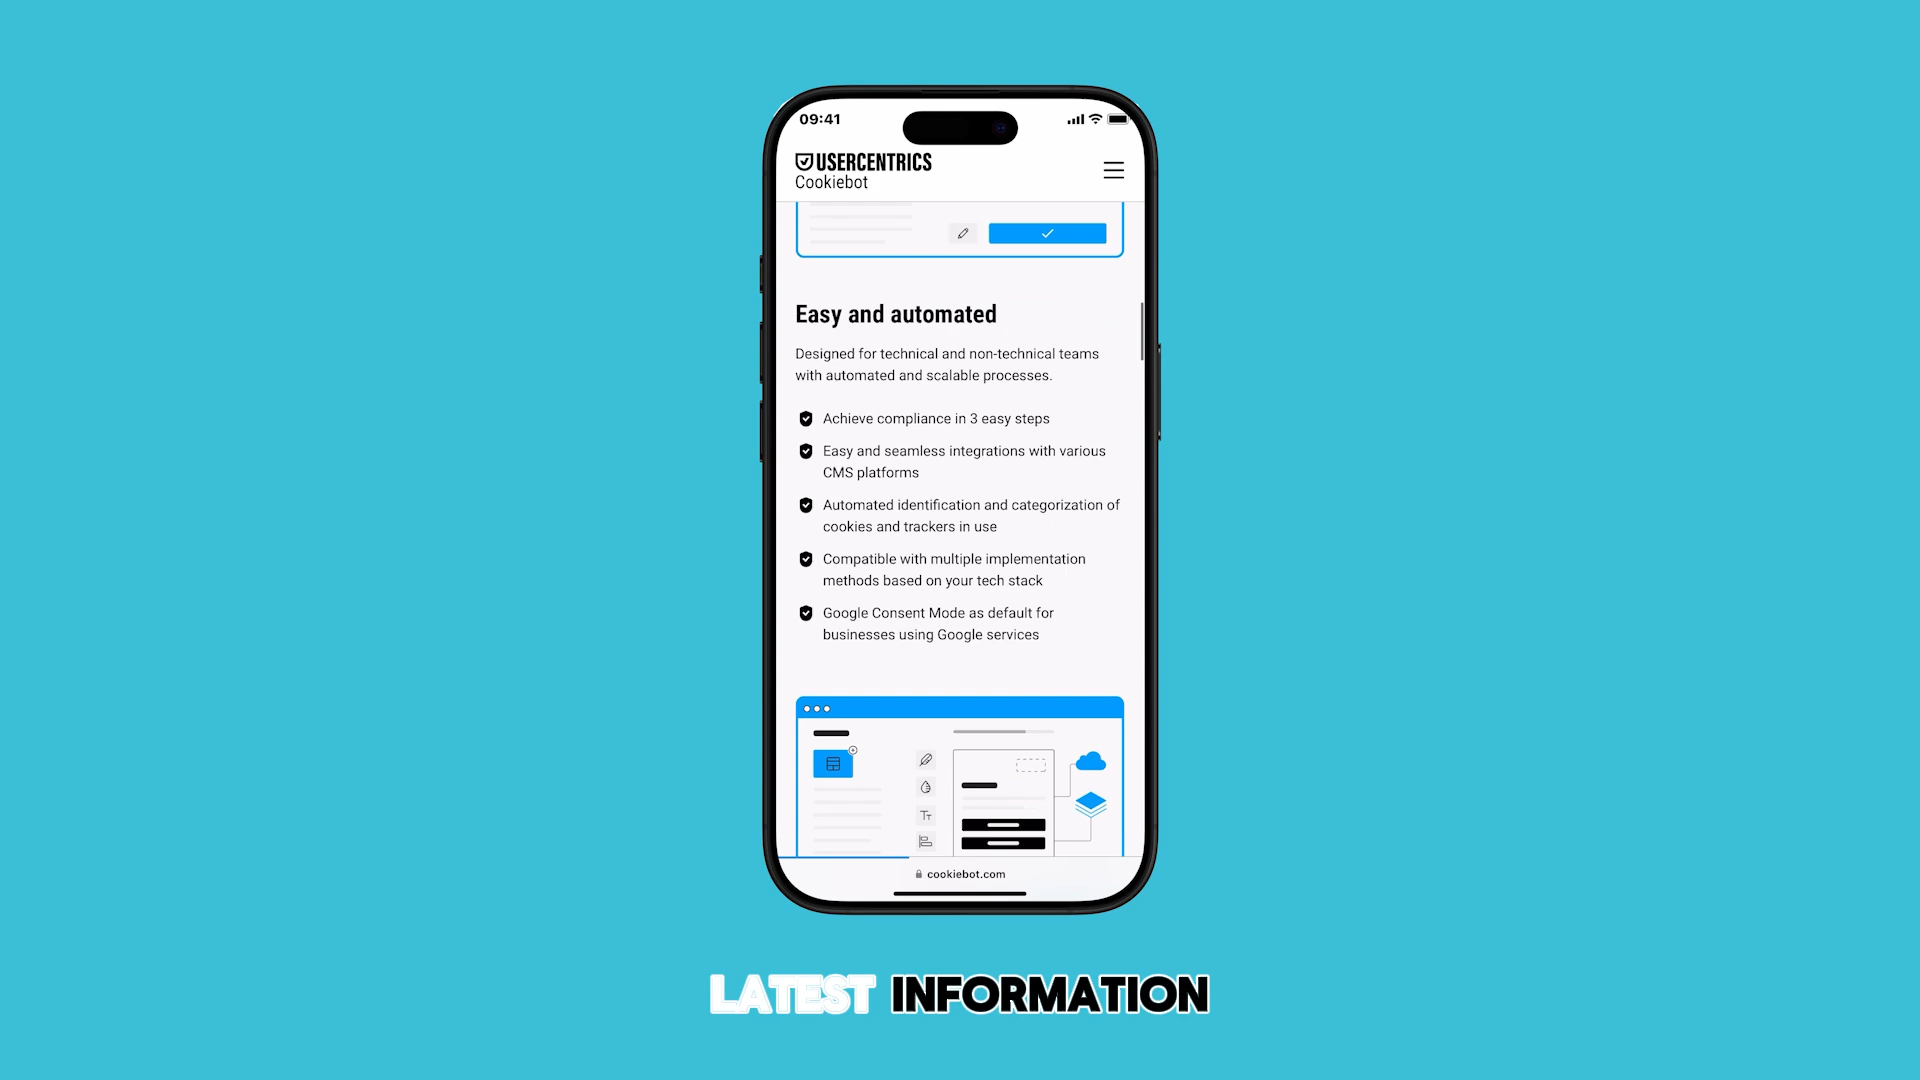 09:41
USERCENTRICS
Cookiebot
Easy and automated
Designed for technical and non-technical teams
with automated and scalable processes.
Achieve compliance in 3 easy steps
Easy and seamless integrations with various
CMS platforms
Automated identification and categorization of
cookies and trackers in use
Compatible with multiple implementation
methods based on your tech stack
Google Consent Mode as default for
businesses using Google services
Tт
cookiebot.com
LATEST INFORMATION